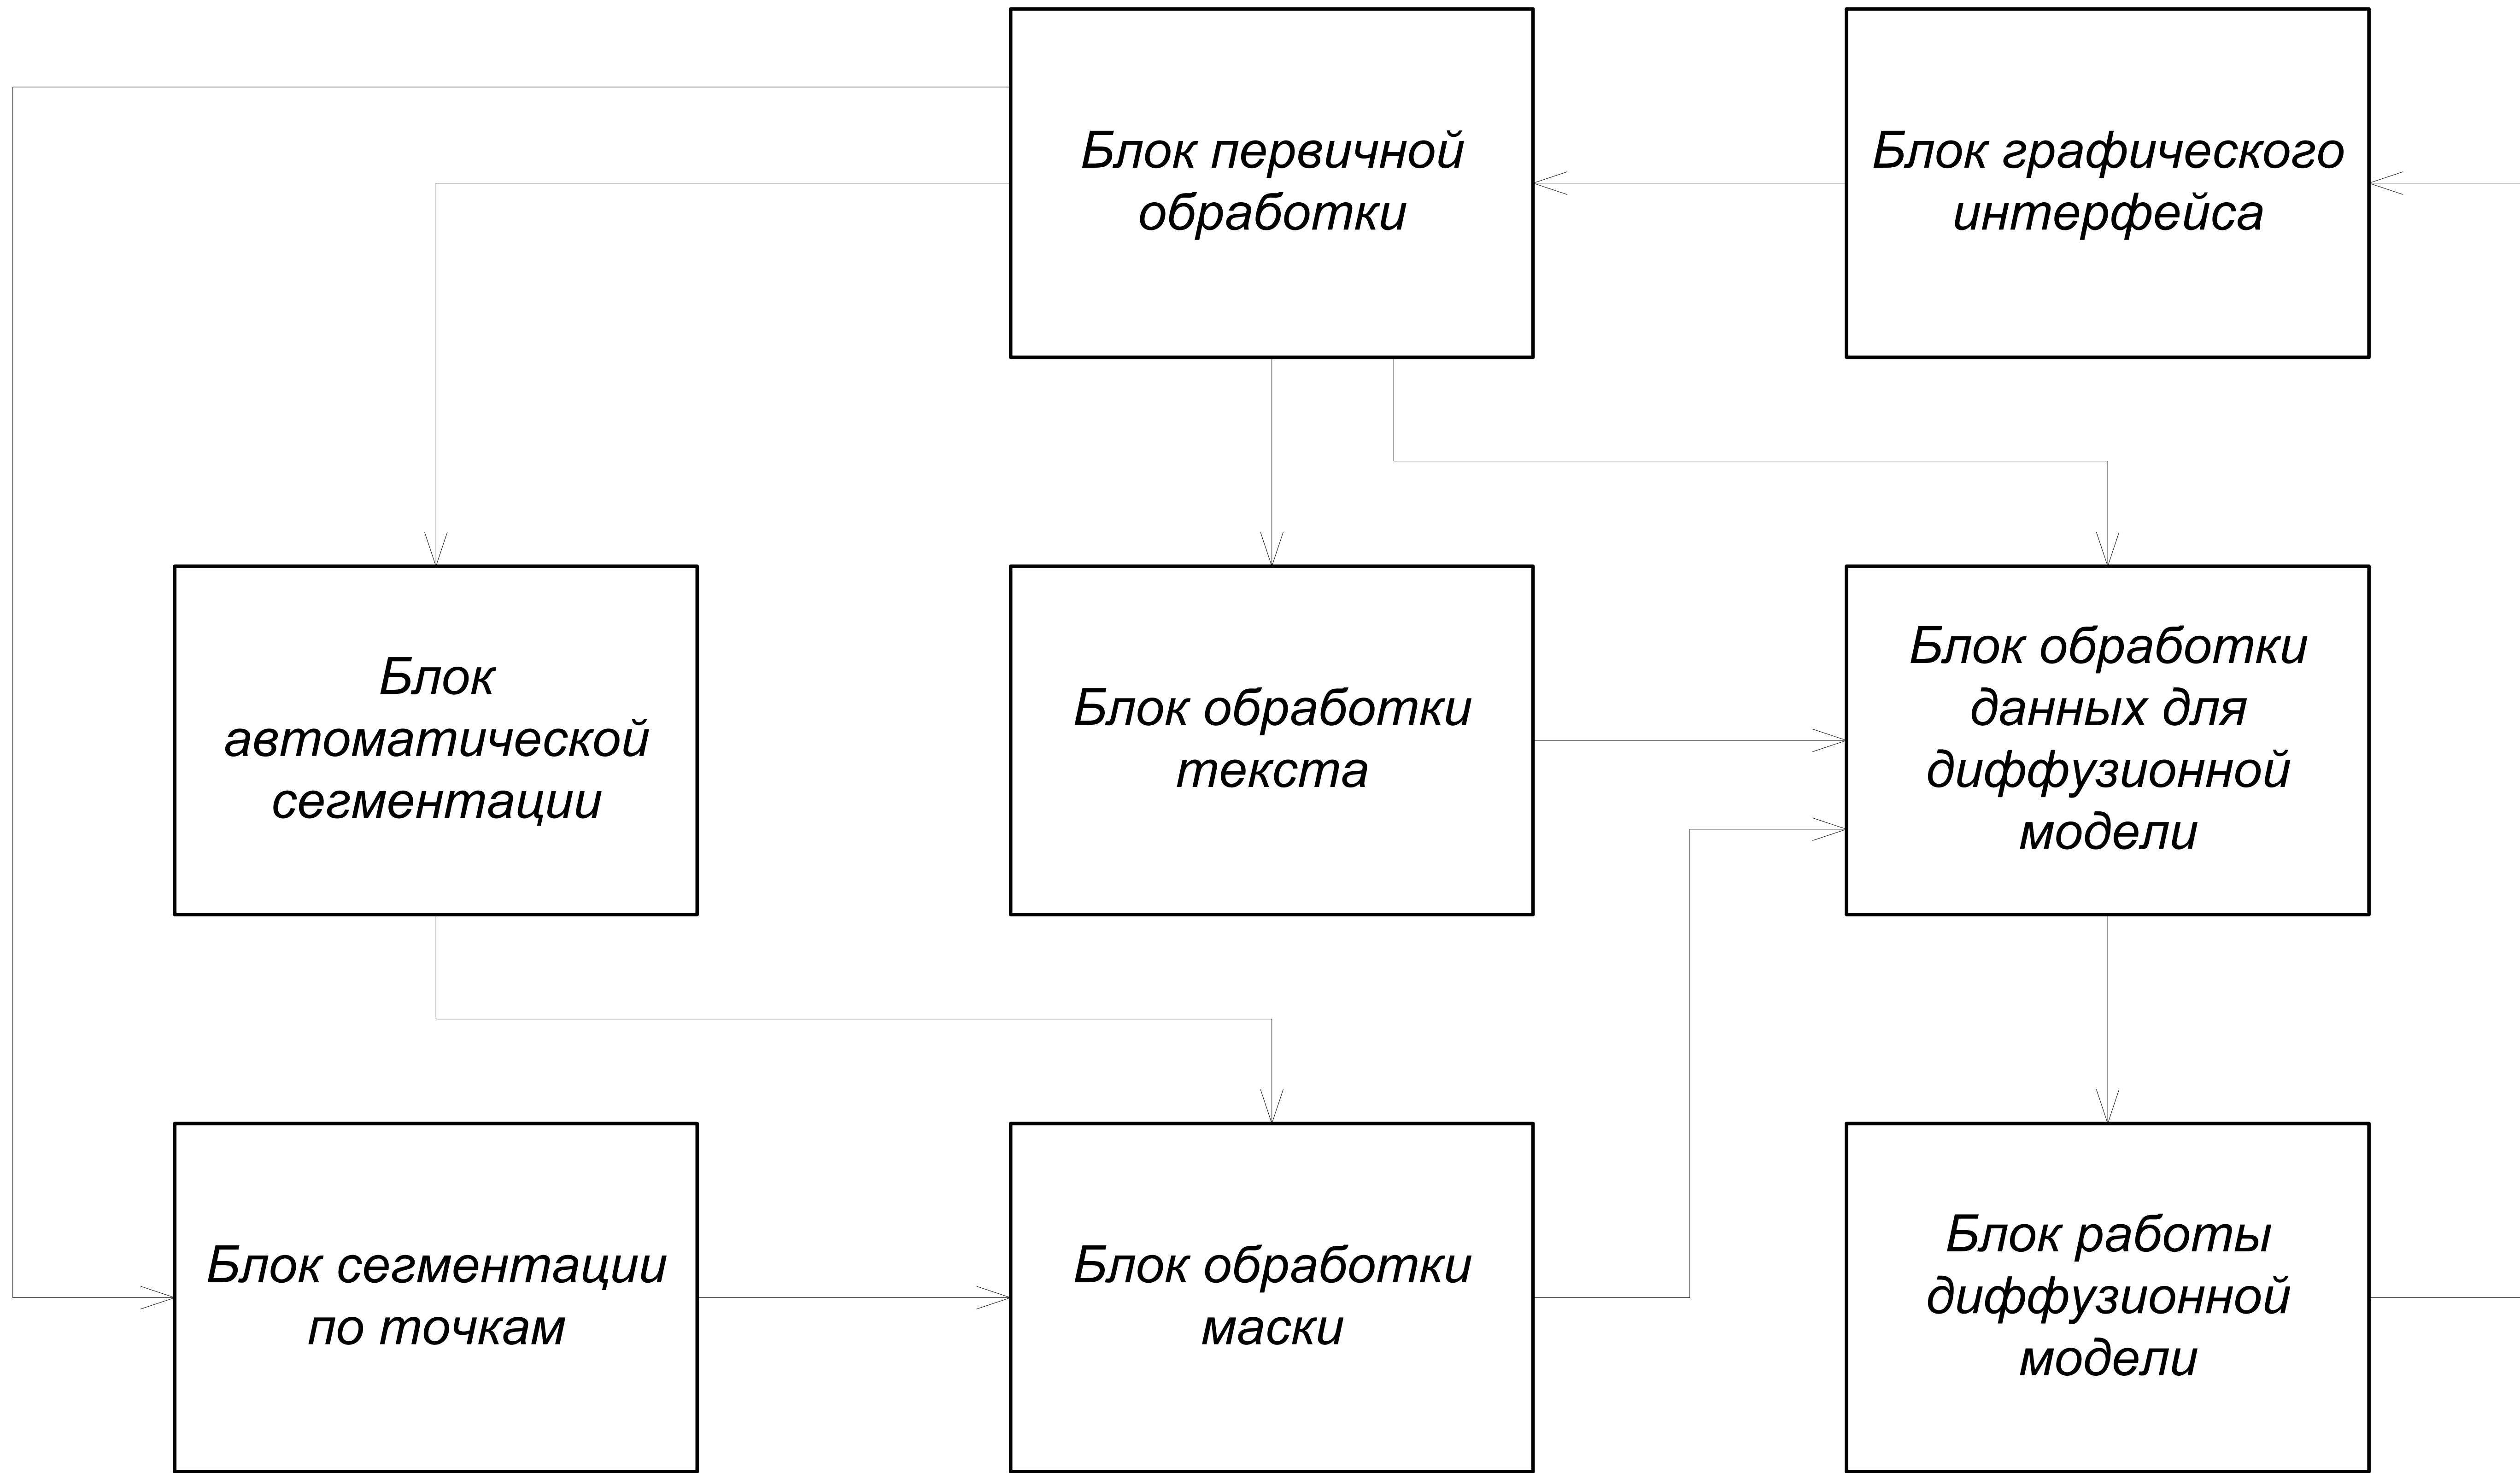 Блок первичной
обработки
Блок графического
интерфейса
Блок
автоматической
сегментации
Блок обработки
текста
Блок обработки
данных для
диффузионной
модели
Блок сегментации
по точкам
Блок обработки
маски
Блок работы
диффузионной
модели